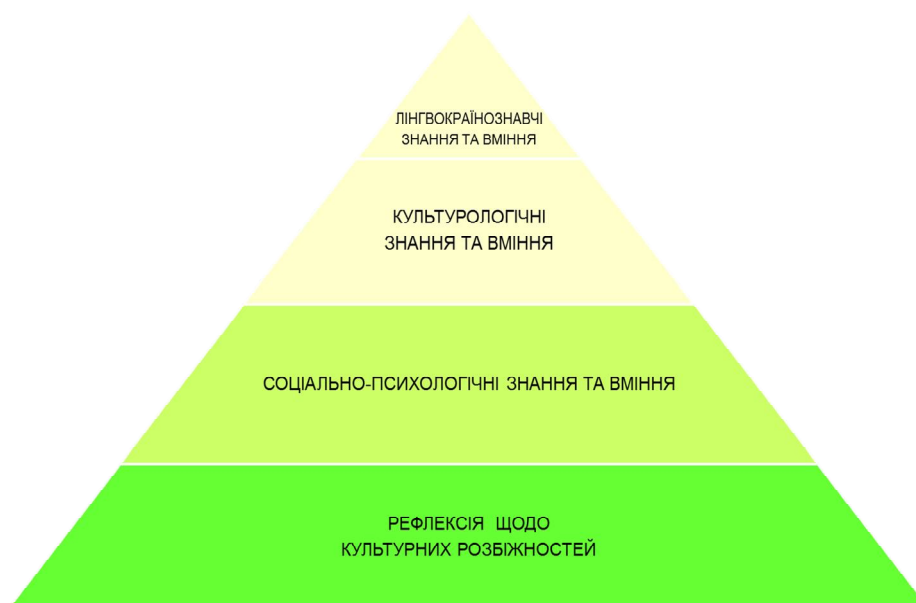 ЛІНГВОКРАЇНОЗНАВЧІ
ЗНАННЯ ТА ВМІННЯ
КУЛЬТУРОЛОГІЧНІ
ЗНАННЯ ТА ВМІННЯ
СОЦІАЛЬНО-ПСИХОЛОГІЧНІ ЗНАННЯ ТА ВМІННЯ
РЕФЛЕКСІЯ ЩОДО
КУЛЬТУРНИХ РОЗБІЖНОСТЕЙ